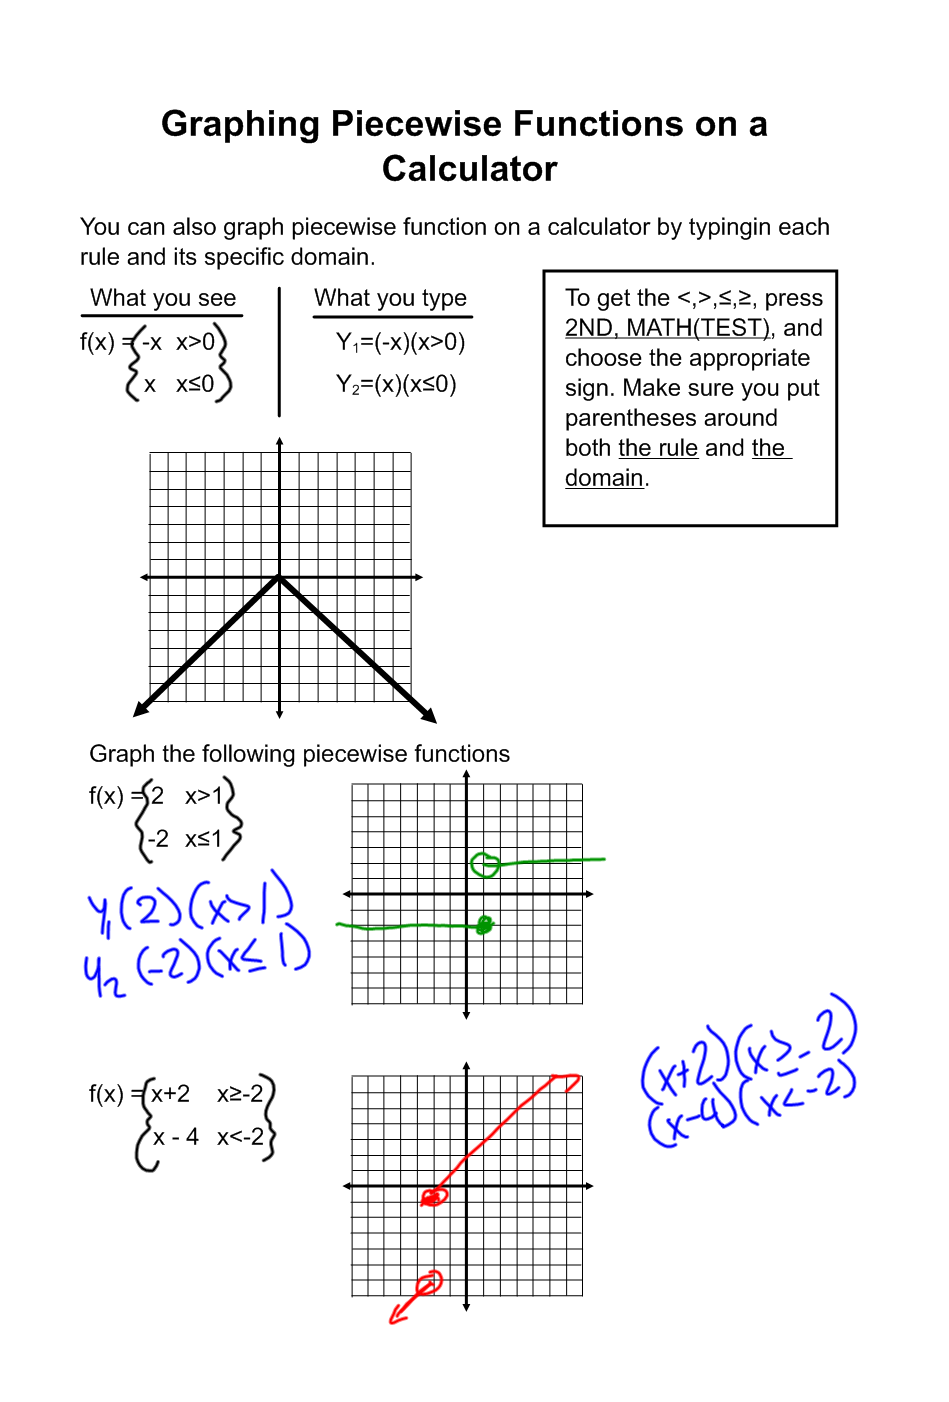 Graphing Piecewise Functions on a
Calculator
You can also graph piecewise function on a calculator by typingin each
rule and its specific domain.
What you see
f(x) = {-x x>0}
{x x≤0}
What you type
Y₁=(-x)(x>0)
Y₂=(x)(x≤0)
To get the <,>,≤,≥, press
2ND, MATH(TEST), and
choose the appropriate
sign. Make sure you put
parentheses around
both the rule and the
domain.
Graph the following piecewise functions
f(x) = {2 x>1}
{-2 x≤1}
y₁(2)(x>1)
y₂(-2)(x≤1)
f(x) = {x+2 x≥-2}
{x - 4 x<-2}
(x+2)(x≥-2)
(x-4)(x<-2)